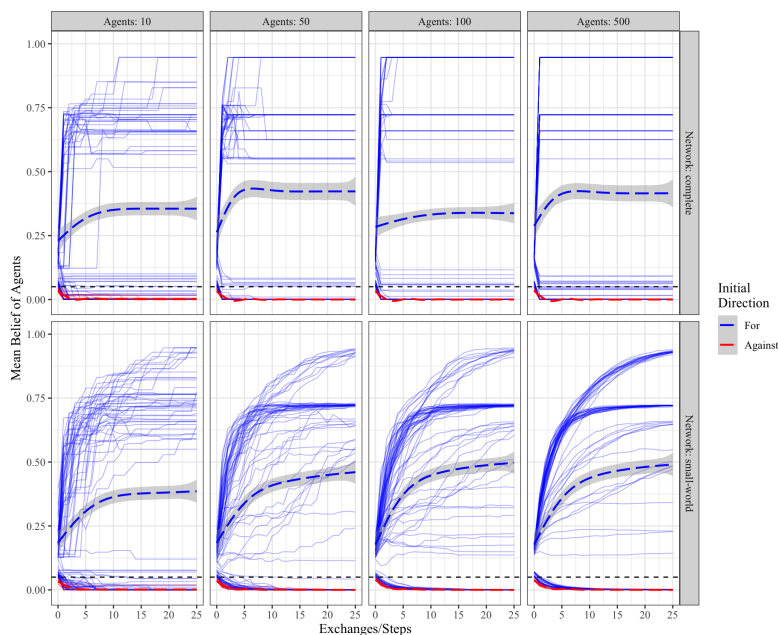 Agents: 10
Agents: 50
Agents: 100
Agents: 500
1.00
0.75
0.50
0.25
0.00
Network: complete
1.00
0.75
0.50
0.25
0.00
Network: small-world
Mean Belief of Agents
0 5 10 15 20 25
0 5 10 15 20 25
0 5 10 15 20 25
0 5 10 15 20 25
Exchanges/Steps
Initial
Direction
For
Against